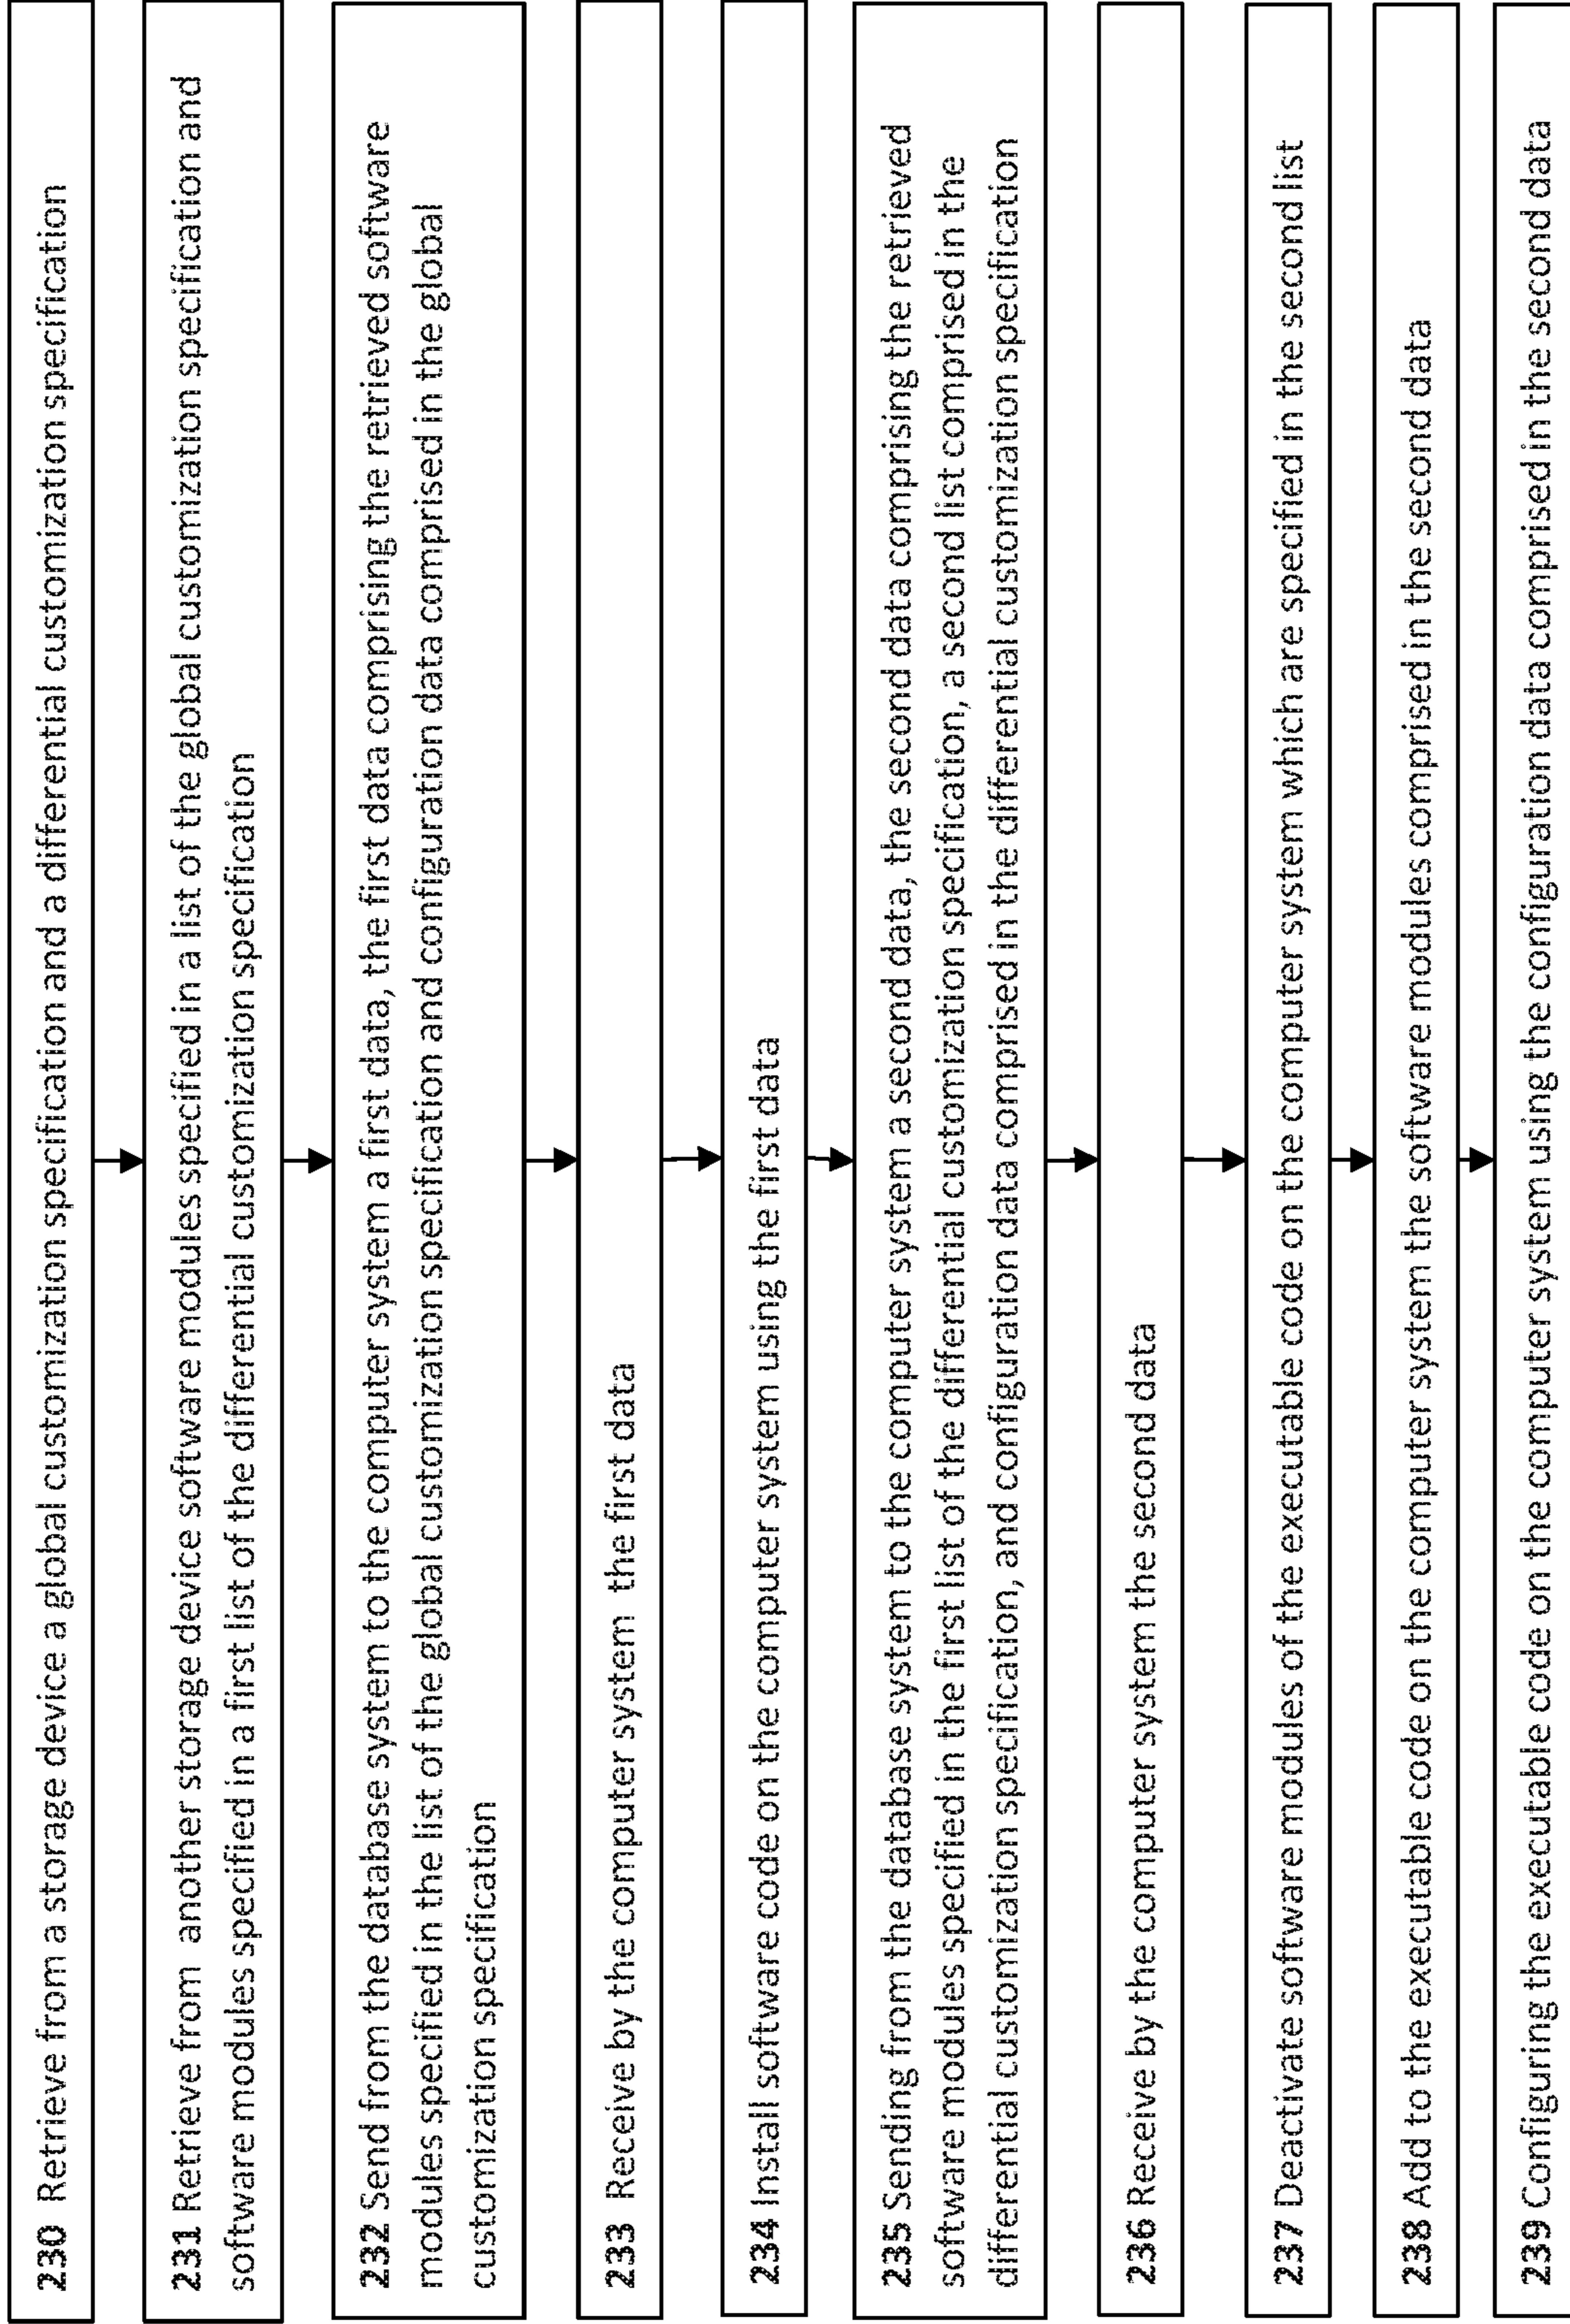 230 Retrieve from a storage device a global customization specification and a differential customization specification
231 Retrieve from another storage device software modules specified in a list of the global customization specification and
software modules specified in a first list of the differential customization specification
232 Send from the database system to the computer system a first data, the first data comprising the retrieved software
modules specified in the list of the global customization specification and configuration data comprised in the global
customization specification
233 Receive by the computer system the first data
234 Install software code on the computer system using the first data
235 Sending from the database system to the computer system a second data, the second data comprising the retrieved
software modules specified in the first list of the differential customization specification, a second list comprised in the
differential customization specification, and configuration data comprised in the differential customization specification
236 Receive by the computer system the second data
237 Deactivate software modules of the executable code on the computer system which are specified in the second list
238 Add to the executable code on the computer system the software modules comprised in the second data
239 Configuring the executable code on the computer system using the configuration data comprised in the second data